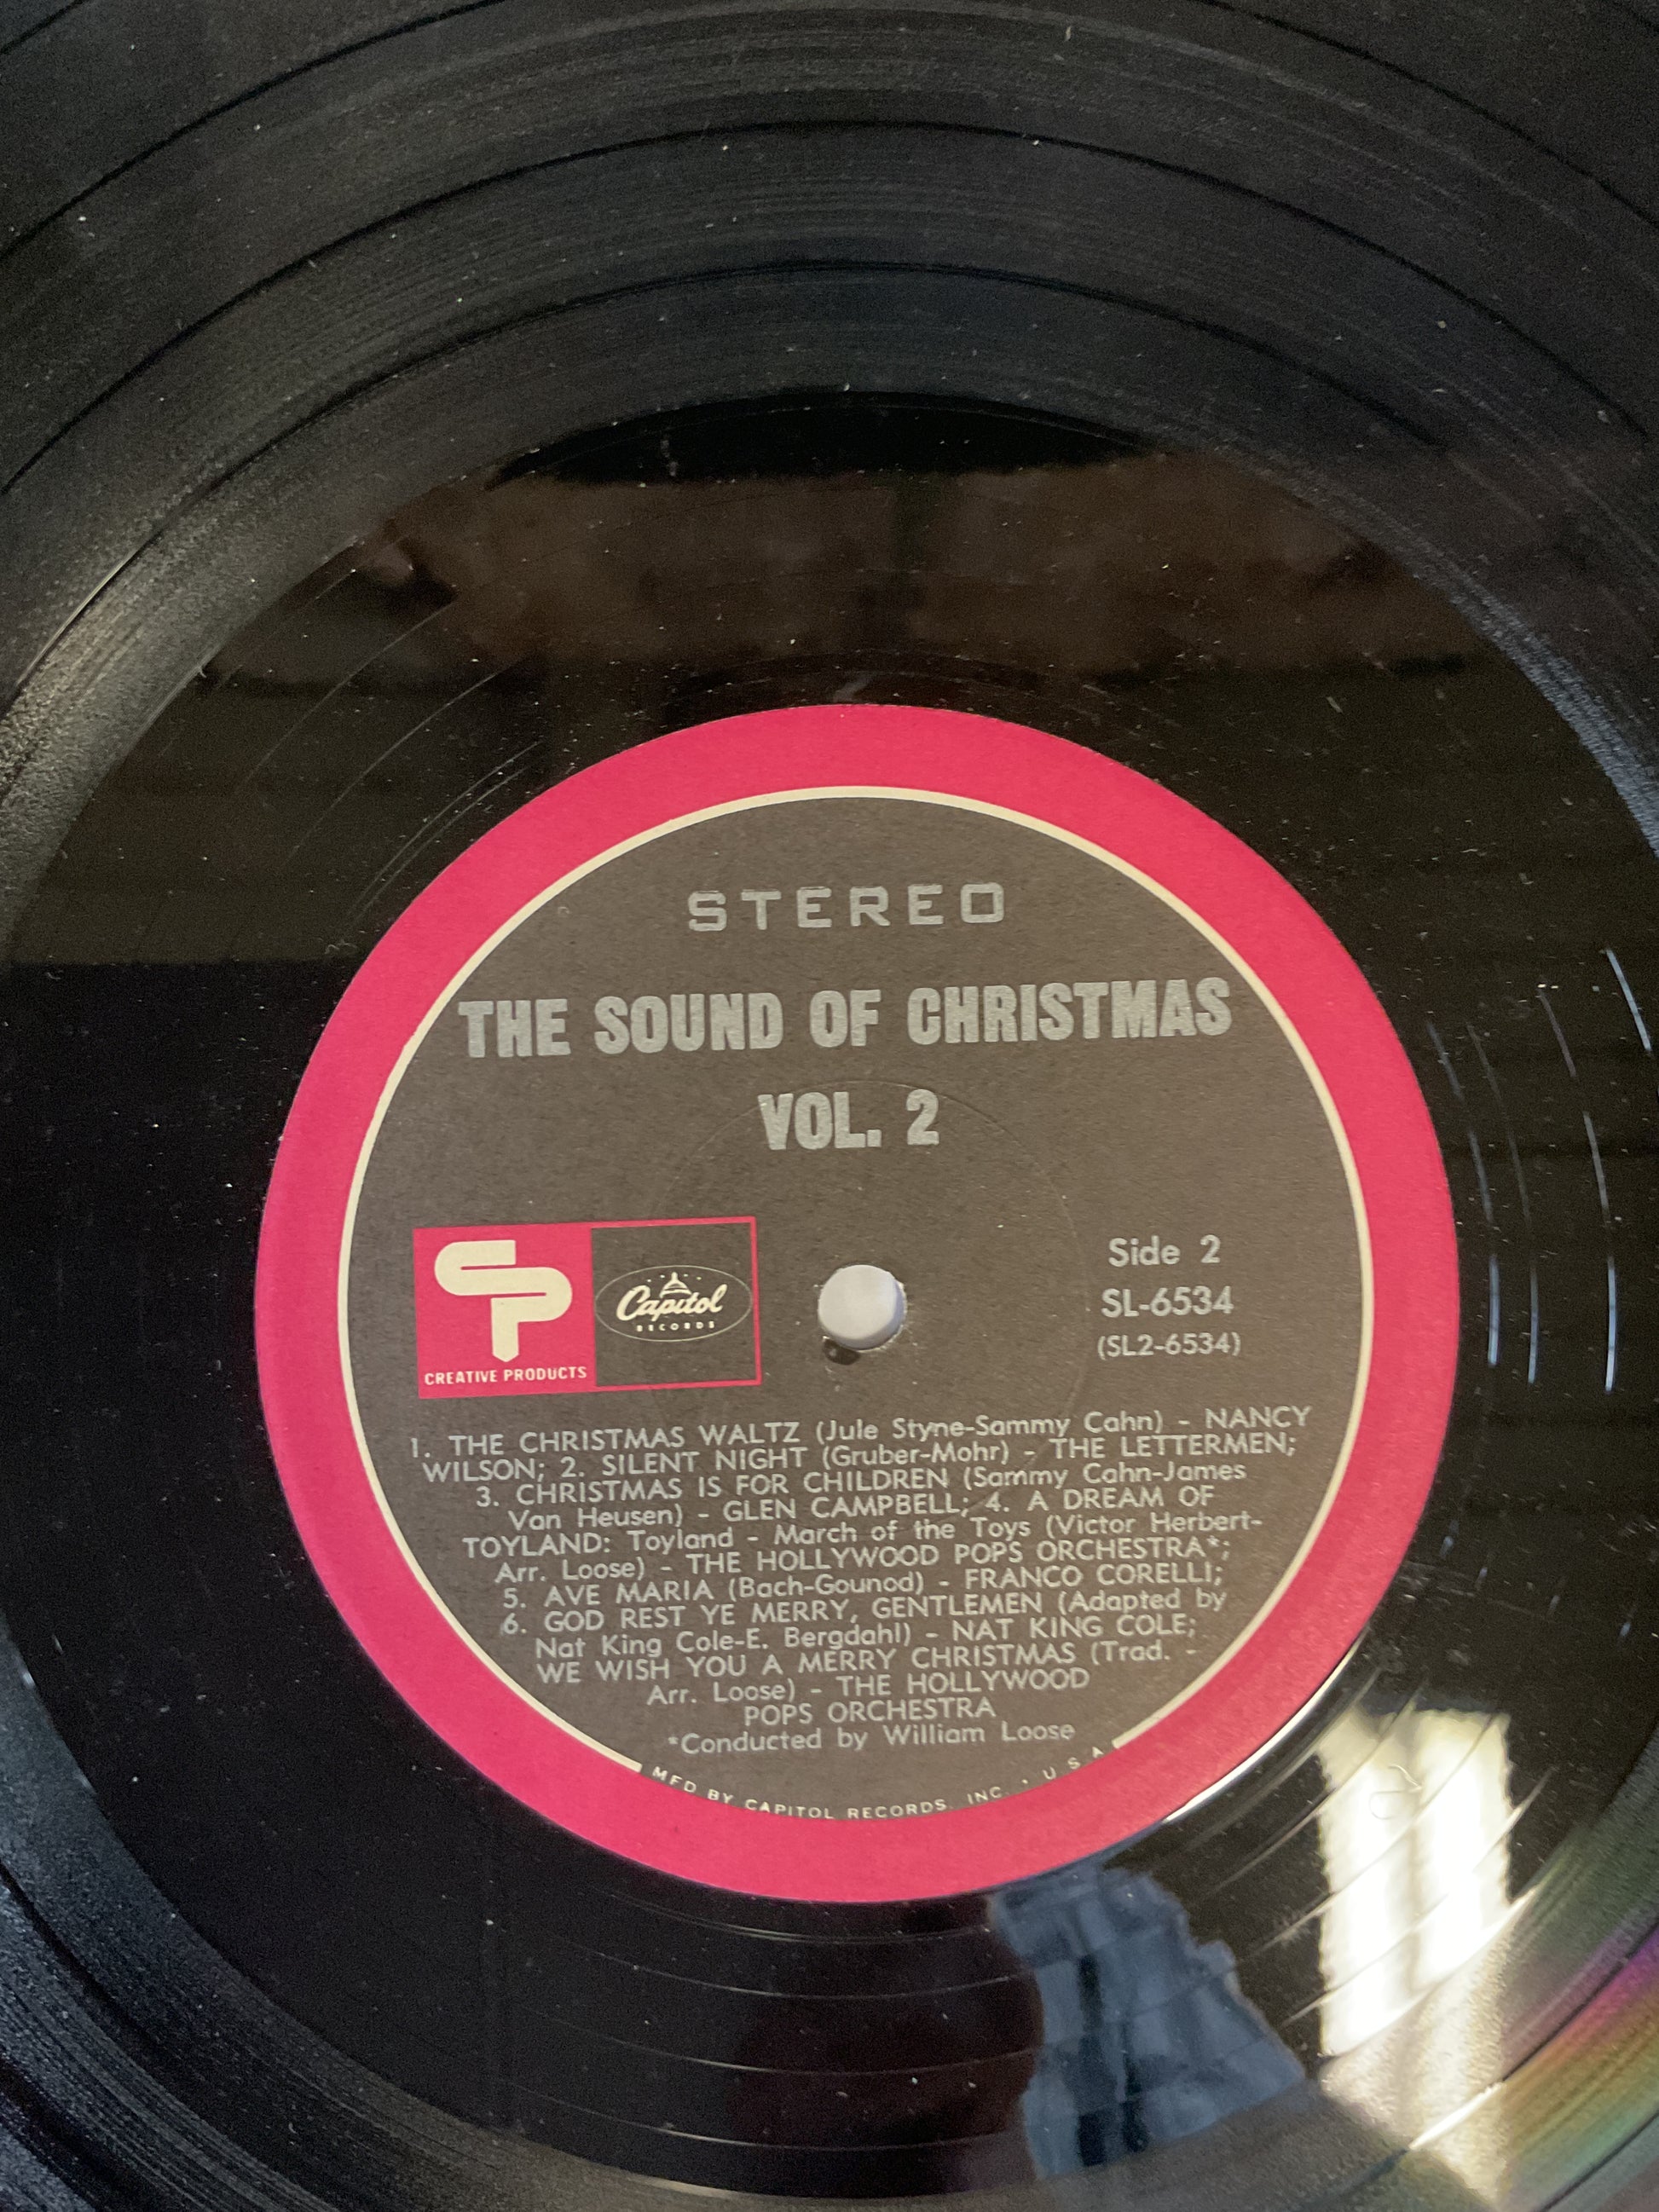 STEREO
THE SOUND OF CHRISTMAS
VOL. 2
CP
CREATIVE PRODUCTS
Capitol
RECORDS
Side 2
SL-6534
(SL2-6534)
1. THE CHRISTMAS WALTZ (Jule Styne-Sammy Cahn) - NANCY
WILSON; 2. SILENT NIGHT (Gruber-Mohr) - THE LETTERMEN;
3. CHRISTMAS IS FOR CHILDREN (Sammy Cahn-James
Van Heusen) - GLEN CAMPBELL; 4. A DREAM OF
TOYLAND: Toyland - March of the Toys (Victor Herbert-
Arr. Loose) - THE HOLLYWOOD POPS ORCHESTRA*;
5. AVE MARIA (Bach-Gounod) - FRANCO CORELLI;
6. GOD REST YE MERRY, GENTLEMEN (Adapted by
Nat King Cole-E. Bergdahl) - NAT KING COLE;
WE WISH YOU A MERRY CHRISTMAS (Trad. -
Arr. Loose) - THE HOLLYWOOD
POPS ORCHESTRA
*Conducted by William Loose
MFD BY CAPITOL RECORDS, INC. • U S A